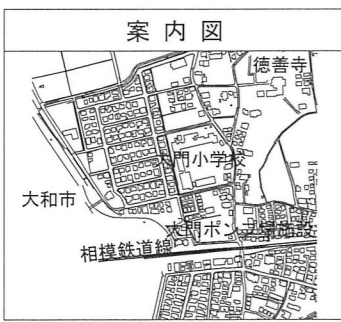 案内図
徳善寺
大門小学校
大和市
大門ポンプ場施設
相模鉄道線